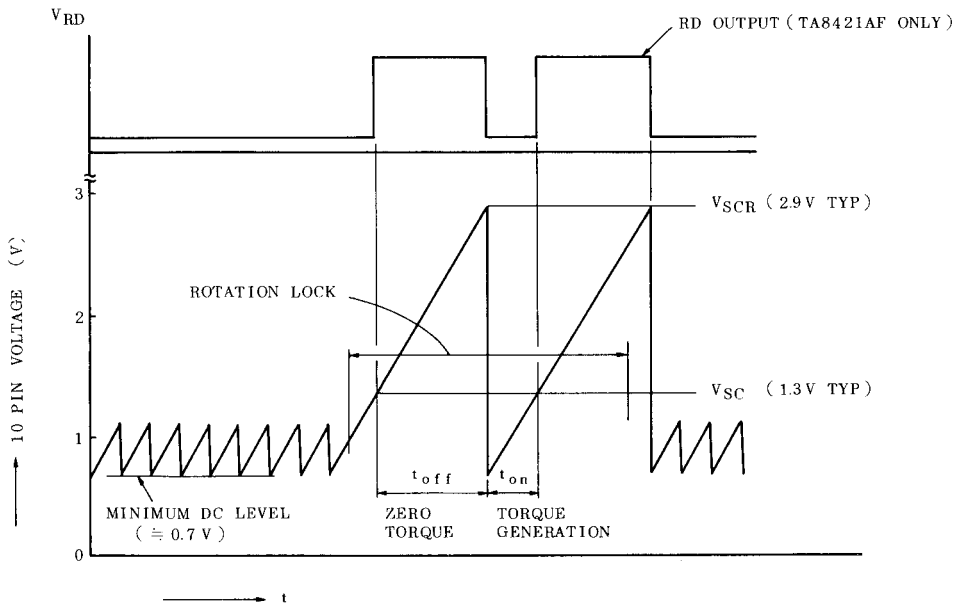 V_RD
RD OUTPUT (TA8421AF ONLY)
3
V_SCR (2.9V TYP)
10 PIN VOLTAGE (V)
ROTATION LOCK
2
V_SC (1.3V TYP)
1
t_off
t_on
MINIMUM DC LEVEL
(≒ 0.7V)
ZERO
TORQUE
TORQUE
GENERATION
0
t